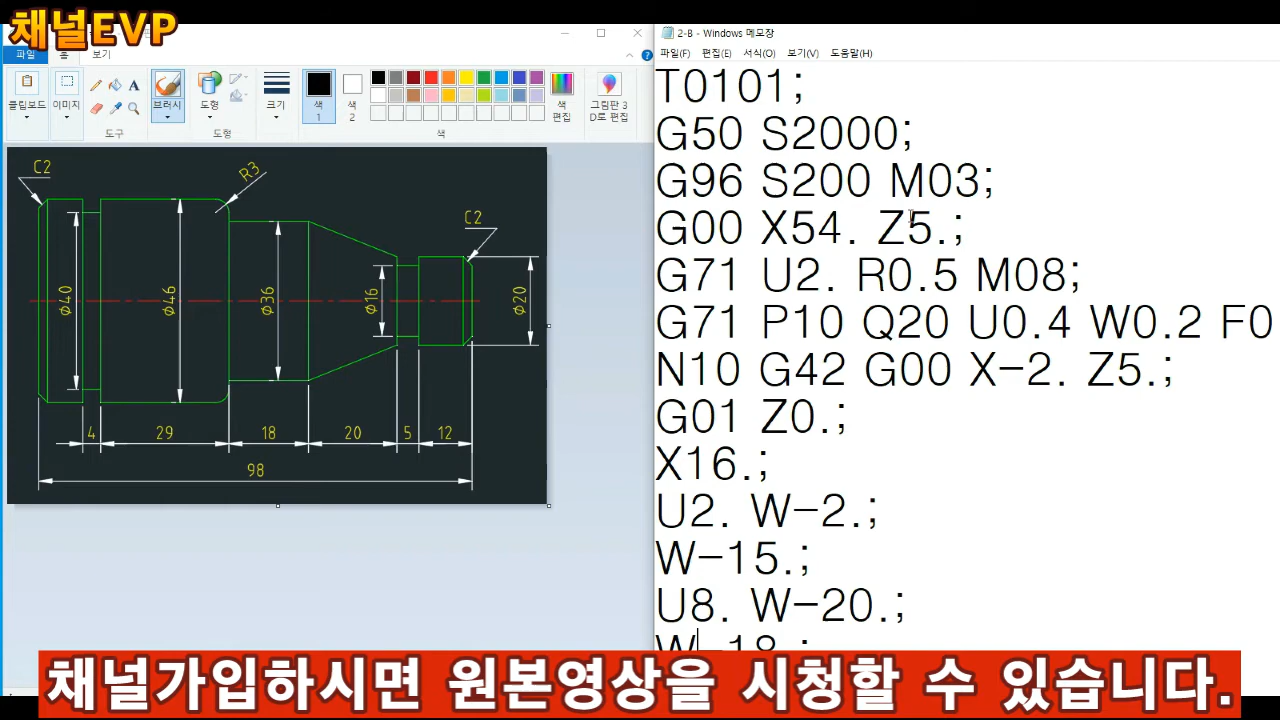 채널EVP
2-B - Windows 메모장
파일
홈
보기
파일(F) 편집(E) 서식(O) 보기(V) 도움말(H)
클립보드
이미지
브러시
도형
크기
색
1
색
2
색
편집
그림판 3
D로 편집
도구
도형
색
C2
R3
C2
ϕ40
ϕ46
ϕ36
ϕ16
ϕ20
4
29
18
20
5
12
98
T0101;
G50 S2000;
G96 S200 M03;
G00 X54. Z5.;
G71 U2. R0.5 M08;
G71 P10 Q20 U0.4 W0.2 F0
N10 G42 G00 X-2. Z5.;
G01 Z0.;
X16.;
U2. W-2.;
W-15.;
U8. W-20.;
W-18.;
채널가입하시면 원본영상을 시청할 수 있습니다.